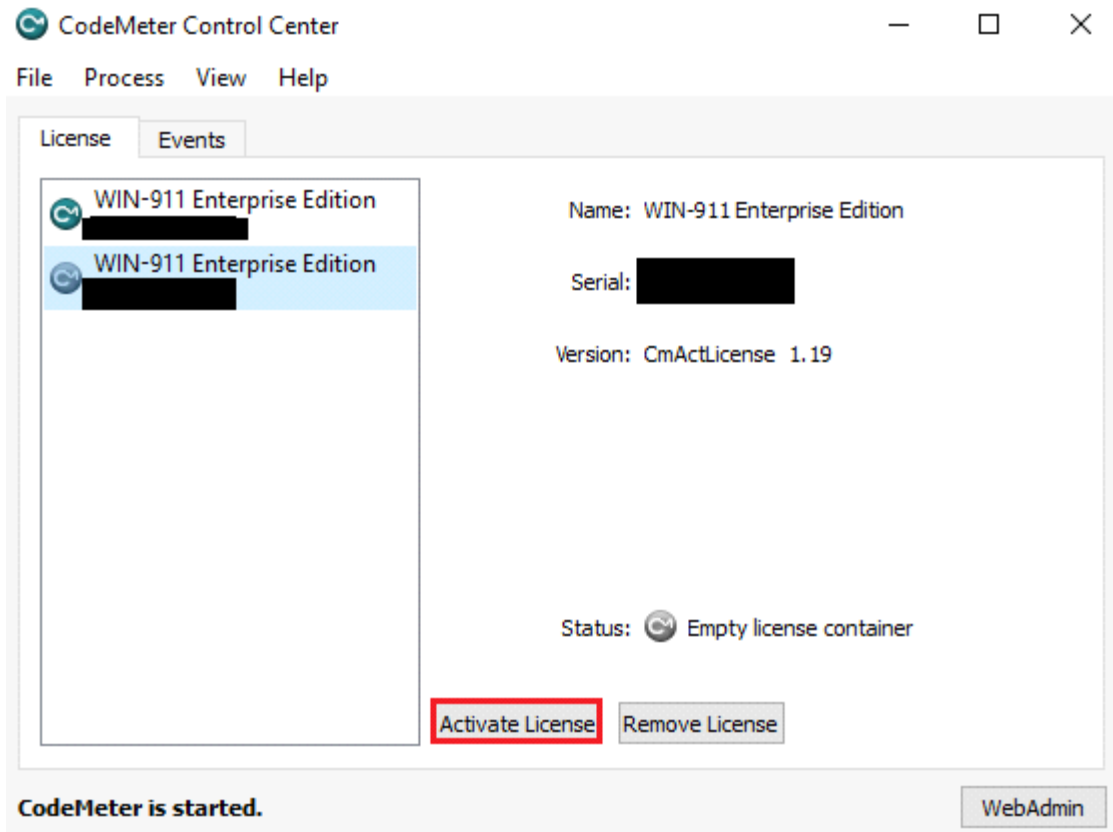 CodeMeter Control Center
File Process View Help
License Events
WIN-911 Enterprise Edition
WIN-911 Enterprise Edition
Name: WIN-911 Enterprise Edition
Serial:
Version: CmActLicense 1.19
Status: Empty license container
Activate License Remove License
CodeMeter is started. WebAdmin